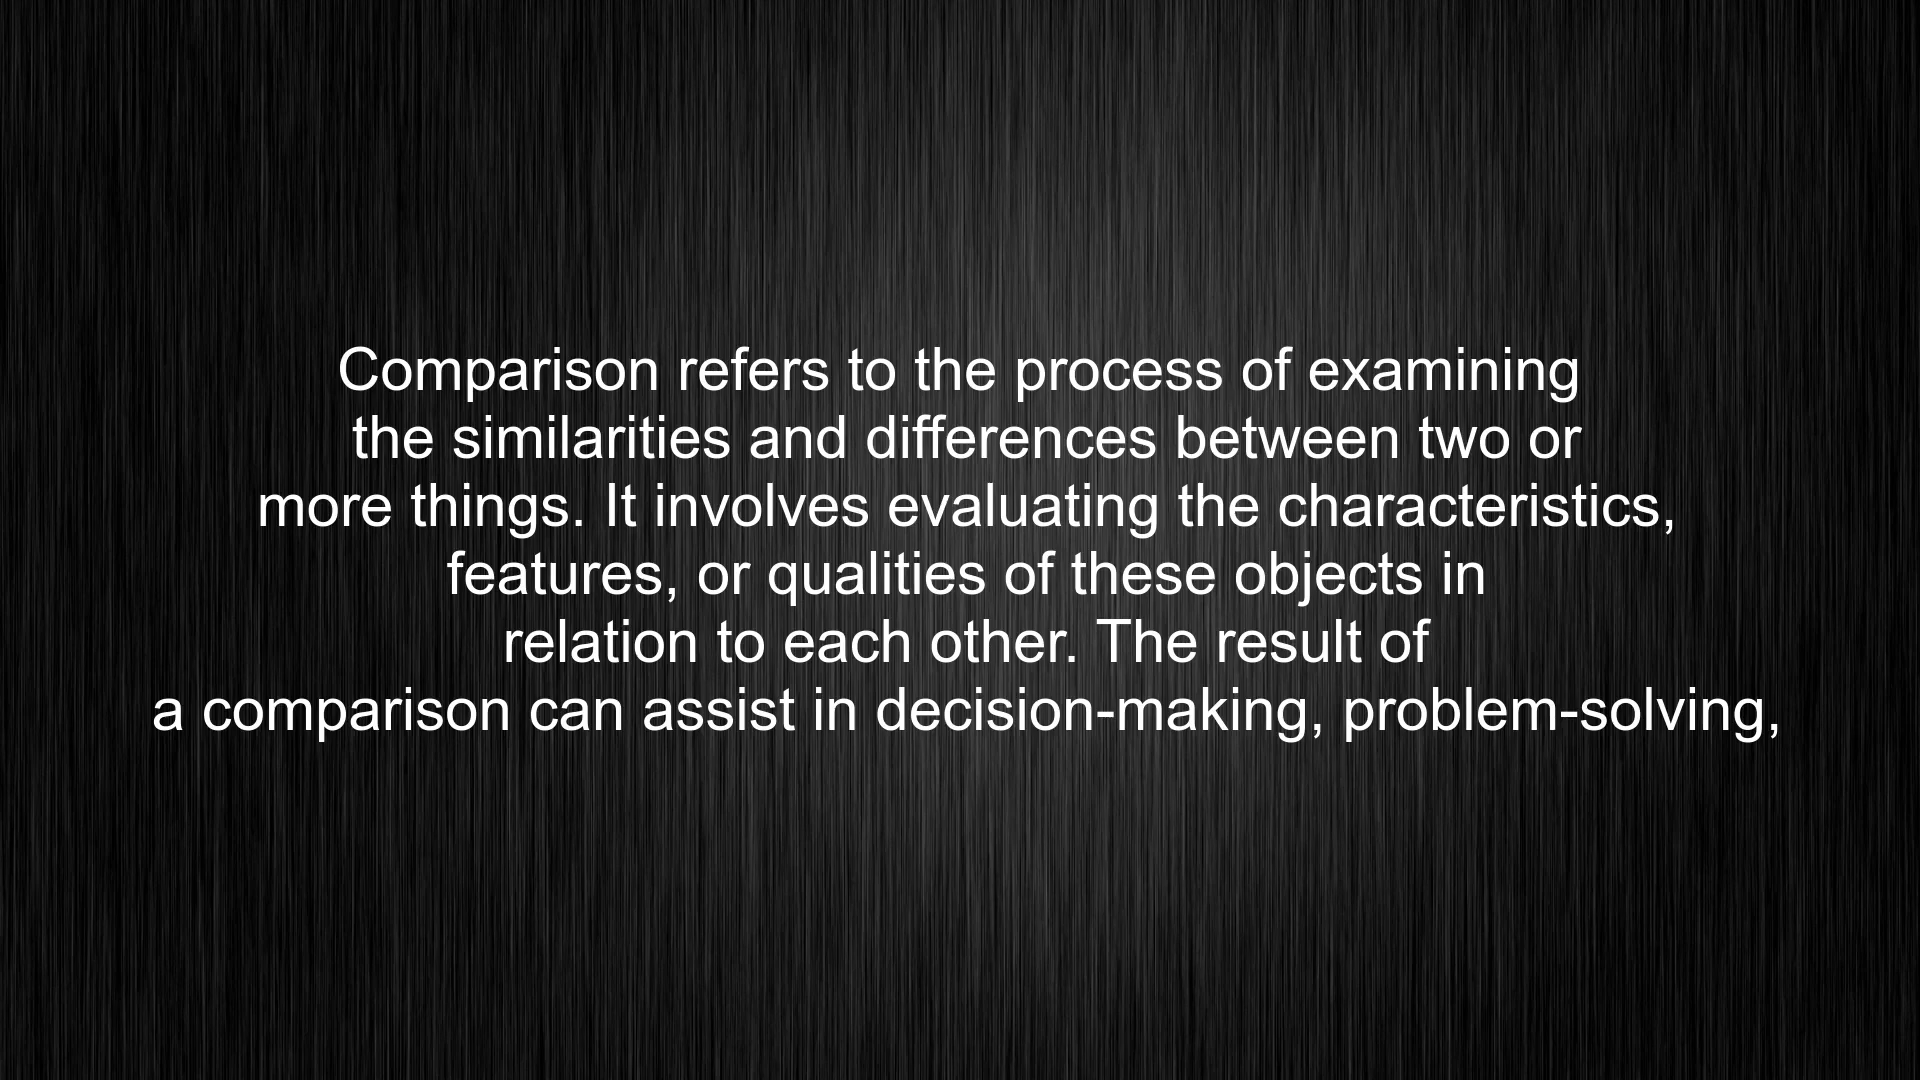 Comparison refers to the process of examining
the similarities and differences between two or
more things. It involves evaluating the characteristics,
features, or qualities of these objects in
relation to each other. The result of
a comparison can assist in decision-making, problem-solving,